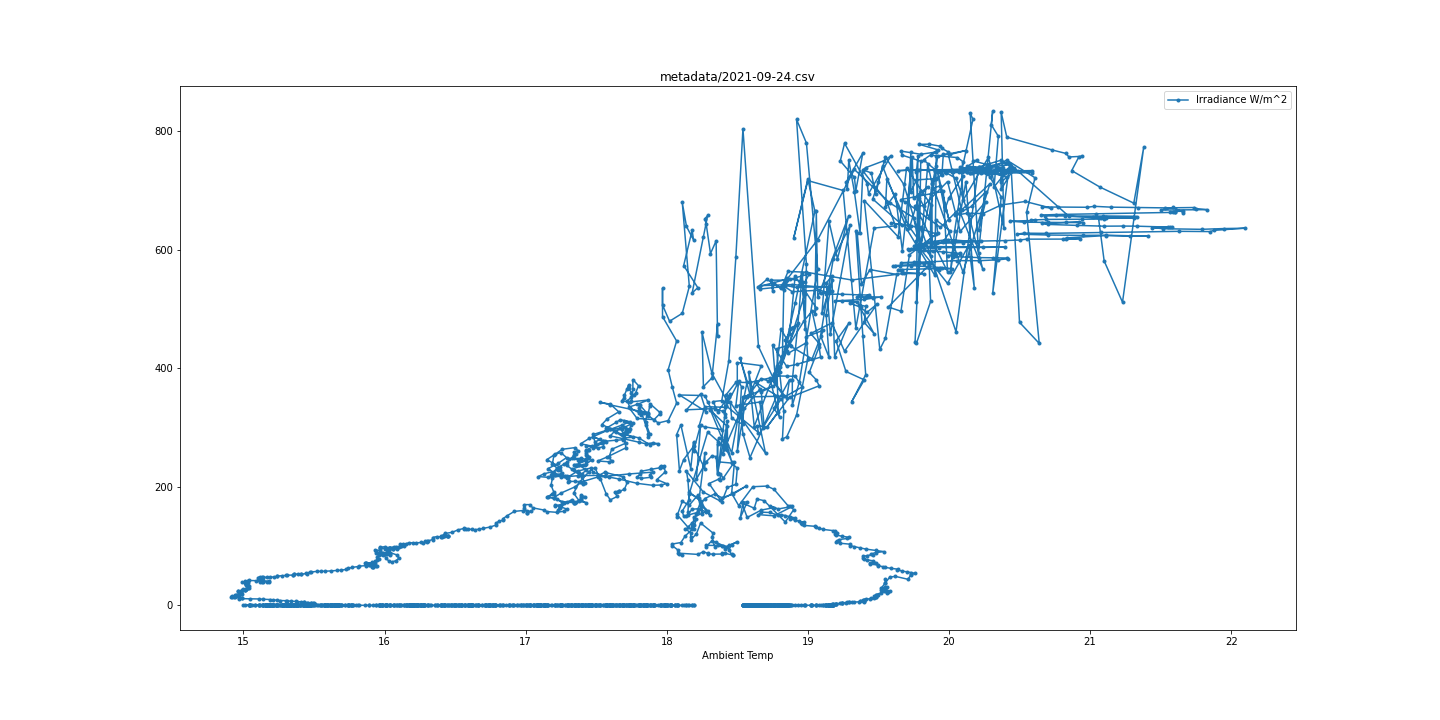 metadata/2021-09-24.csv
Irradiance W/m^2
800
600
400
200
0
15 16 17 18 19 20 21 22
Ambient Temp